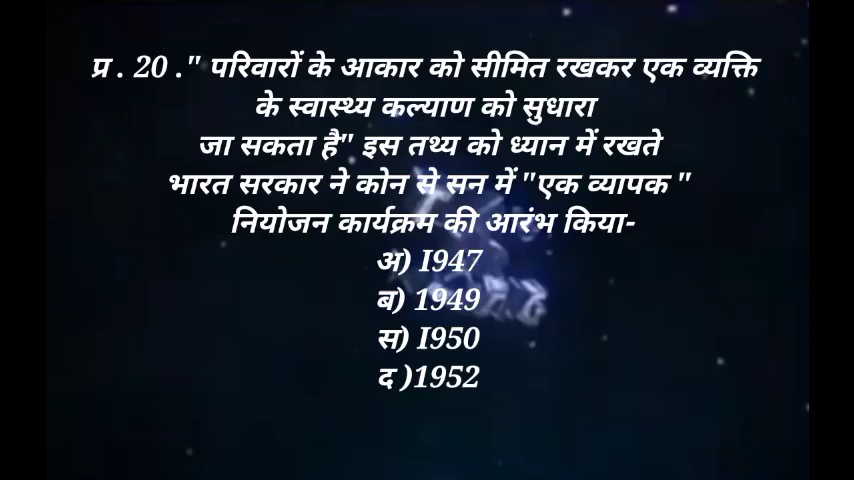 प्र . 20 ." परिवारों के आकार को सीमित रखकर एक व्यक्ति
के स्वास्थ्य कल्याण को सुधारा
जा सकता है" इस तथ्य को ध्यान में रखते
भारत सरकार ने कोन से सन में "एक व्यापक "
नियोजन कार्यक्रम की आरंभ किया-
अ) I947
ब) 1949
स) I950
द )1952